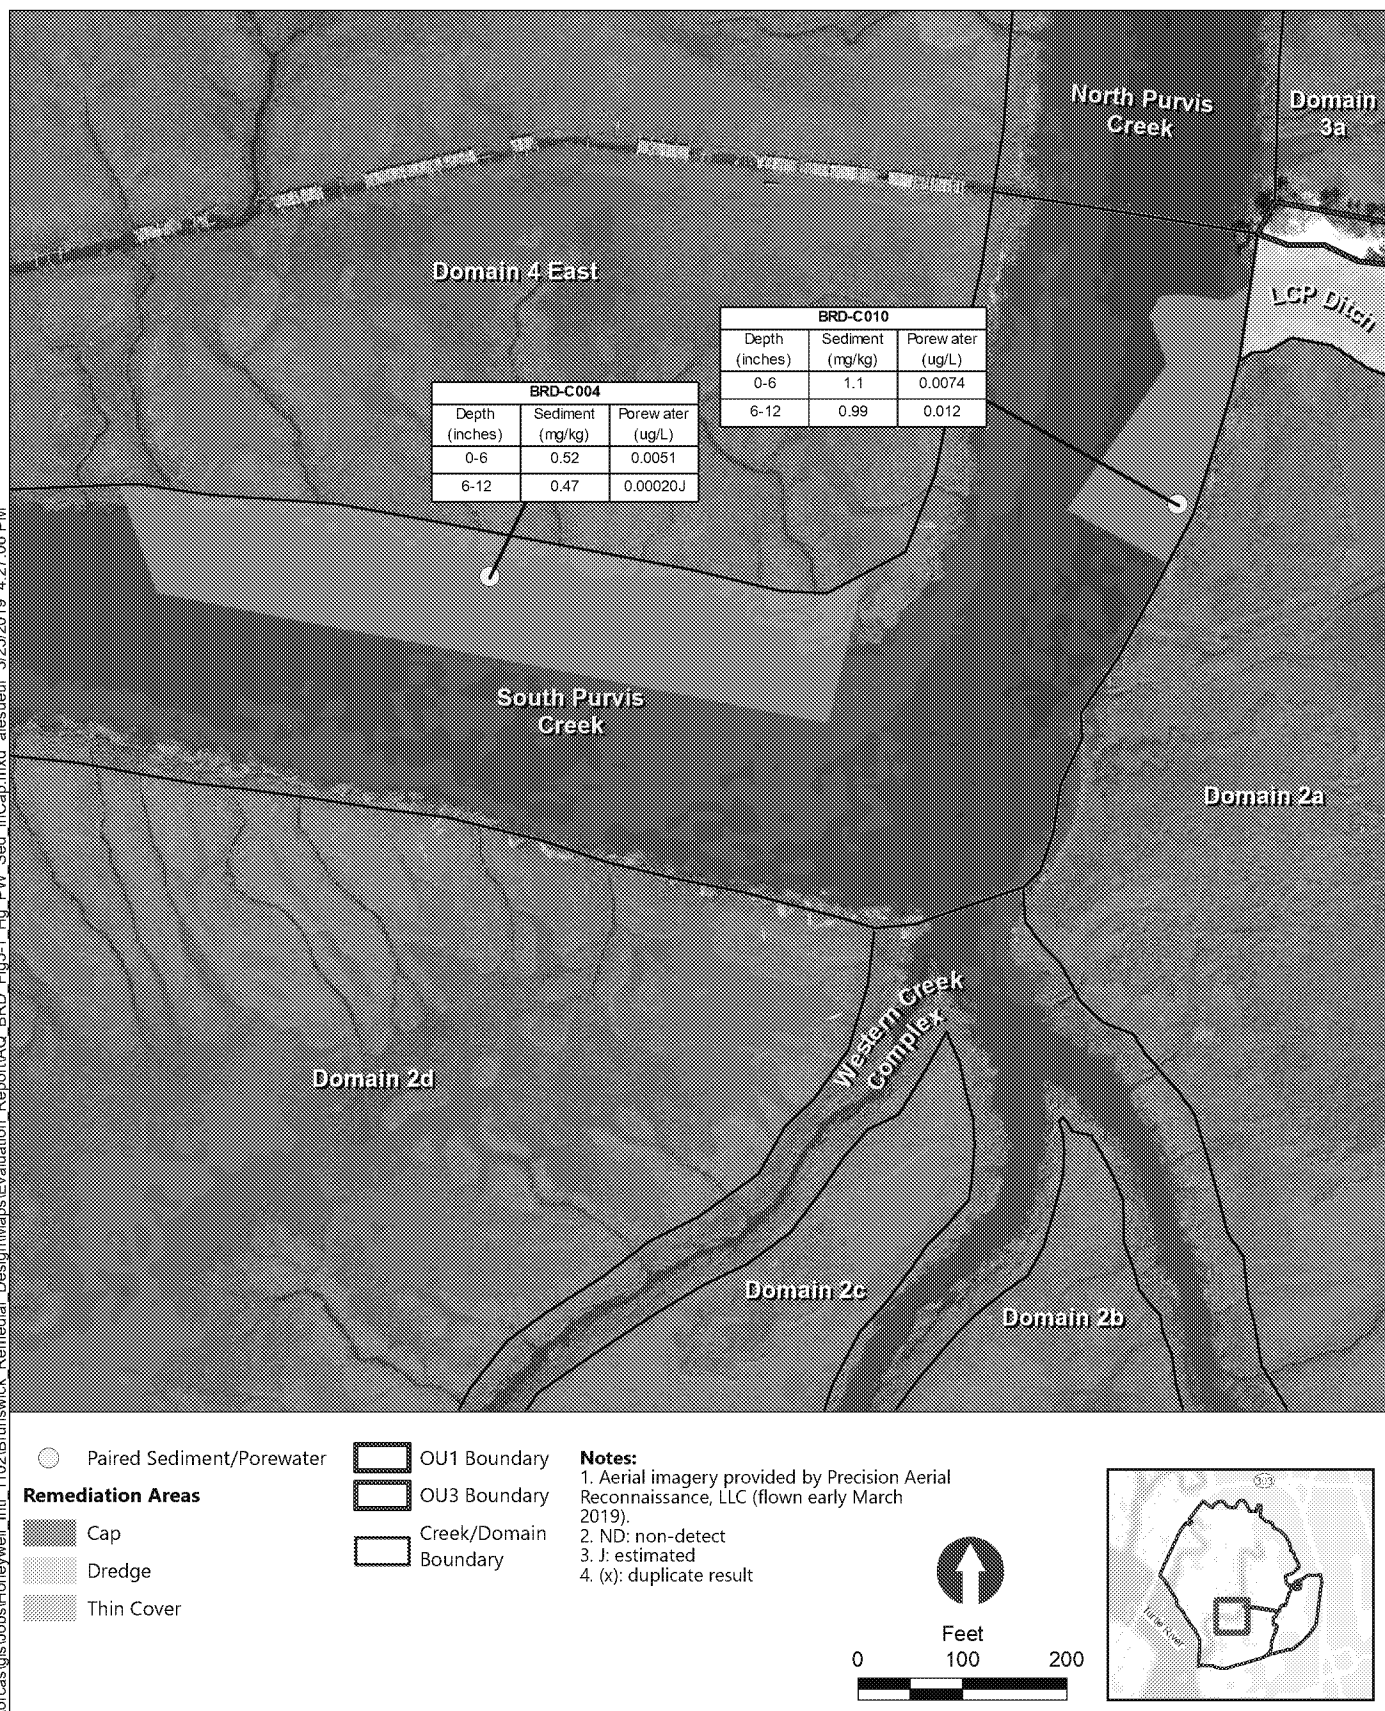 North Purvis
Creek
Domain
3a
Domain 4 East
LCP Ditch
BRD-C010
Depth (inches) Sediment (mg/kg) Porewater (ug/L)
0-6 1.1 0.0074
6-12 0.99 0.012
BRD-C004
Depth (inches) Sediment (mg/kg) Porewater (ug/L)
0-6 0.52 0.0051
6-12 0.47 0.00020J
South Purvis
Creek
Domain 2a
Western Creek
Complex
Domain 2d
Domain 2c
Domain 2b
Paired Sediment/Porewater
Remediation Areas
Cap
Dredge
Thin Cover
OU1 Boundary
OU3 Boundary
Creek/Domain
Boundary
Notes:
1. Aerial imagery provided by Precision Aerial
Reconnaissance, LLC (flown early March
2019).
2. ND: non-detect
3. J: estimated
4. (x): duplicate result
Feet
0 100 200
303
Turtle River